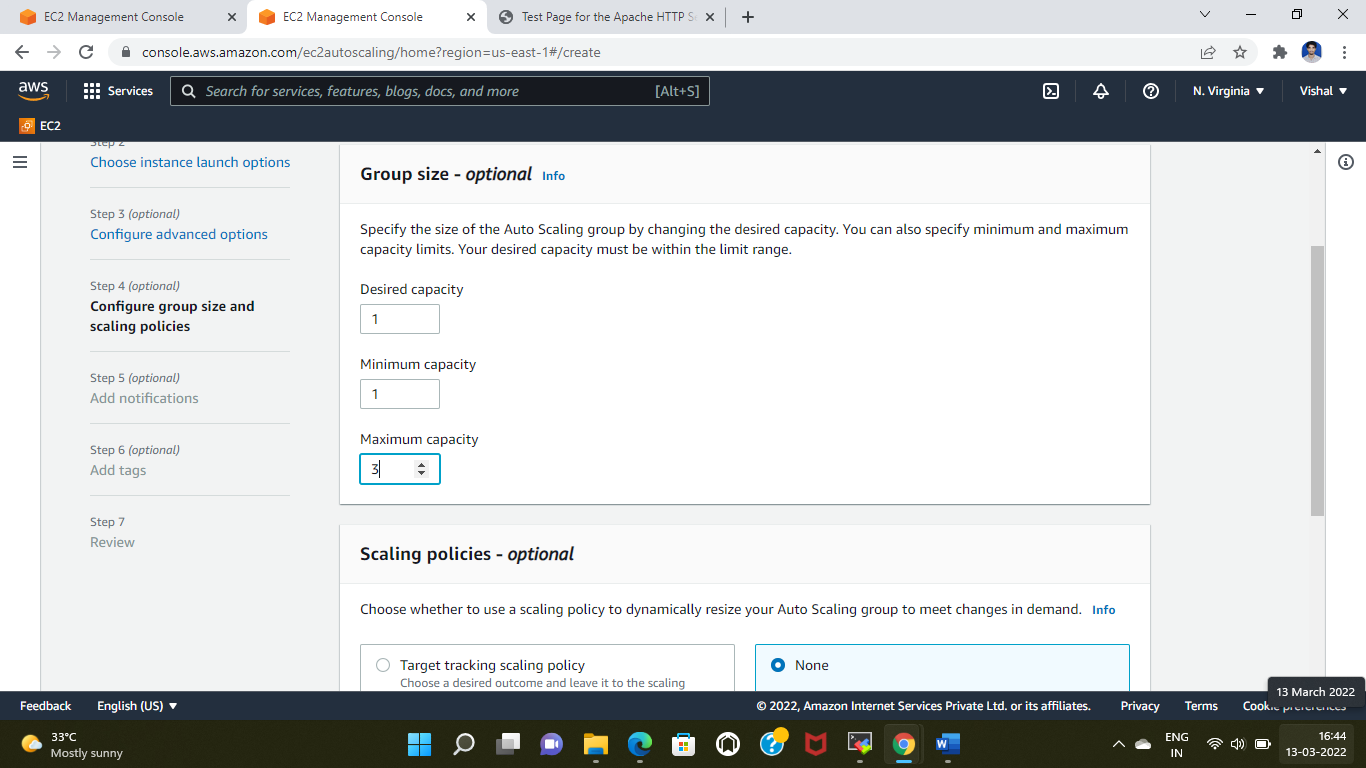 EC2 Management Console
EC2 Management Console
Test Page for the Apache HTTP S
console.aws.amazon.com/ec2autoscaling/home?region=us-east-1#/create
aws
Services
Search for services, features, blogs, docs, and more
[Alt+S]
N. Virginia
Vishal
EC2
Step 2
Choose instance launch options
Step 3 (optional)
Configure advanced options
Step 4 (optional)
Configure group size and
scaling policies
Step 5 (optional)
Add notifications
Step 6 (optional)
Add tags
Step 7
Review
Group size - optional Info
Specify the size of the Auto Scaling group by changing the desired capacity. You can also specify minimum and maximum
capacity limits. Your desired capacity must be within the limit range.
Desired capacity
1
Minimum capacity
1
Maximum capacity
3
Scaling policies - optional
Choose whether to use a scaling policy to dynamically resize your Auto Scaling group to meet changes in demand. Info
Target tracking scaling policy
Choose a desired outcome and leave it to the scaling
None
Feedback
English (US)
© 2022, Amazon Internet Services Private Ltd. or its affiliates.
Privacy
Terms
Cookie preferences
13 March 2022
33°C
Mostly sunny
ENG
IN
16:44
13-03-2022